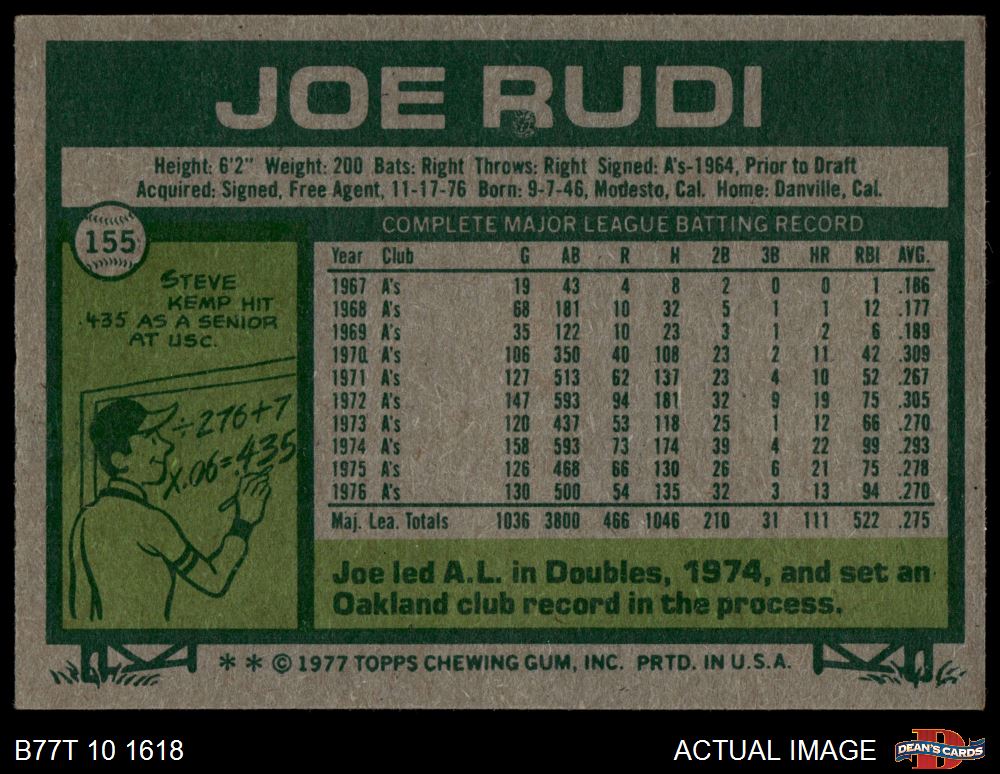 JOE RUDI
Height: 6'2" Weight: 200 Bats: Right Throws: Right Signed: A's-1964, Prior to Draft
Acquired: Signed, Free Agent, 11-17-76 Born: 9-7-46, Modesto, Cal. Home: Danville, Cal.
155
STEVE
KEMP HIT
.435 AS A SENIOR
AT USC.
÷276+7
X.06=.435
COMPLETE MAJOR LEAGUE BATTING RECORD
Year Club G AB R H 2B 3B HR RBI AVG.
1967 A's 19 43 4 8 2 0 0 1 .186
1968 A's 68 181 10 32 5 1 1 12 .177
1969 A's 35 122 10 23 3 1 2 6 .189
1970 A's 106 350 40 108 23 2 11 42 .309
1971 A's 127 513 62 137 23 4 10 52 .267
1972 A's 147 593 94 181 32 9 19 75 .305
1973 A's 120 437 53 118 25 1 12 66 .270
1974 A's 158 593 73 174 39 4 22 99 .293
1975 A's 126 468 66 130 26 6 21 75 .278
1976 A's 130 500 54 135 32 3 13 94 .270
Maj. Lea. Totals 1036 3800 466 1046 210 31 111 522 .275
Joe led A.L. in Doubles, 1974, and set an
Oakland club record in the process.
* * © 1977 TOPPS CHEWING GUM, INC. PRTD. IN U.S.A.
B77T 10 1618
ACTUAL IMAGE
D
DEAN'S CARDS